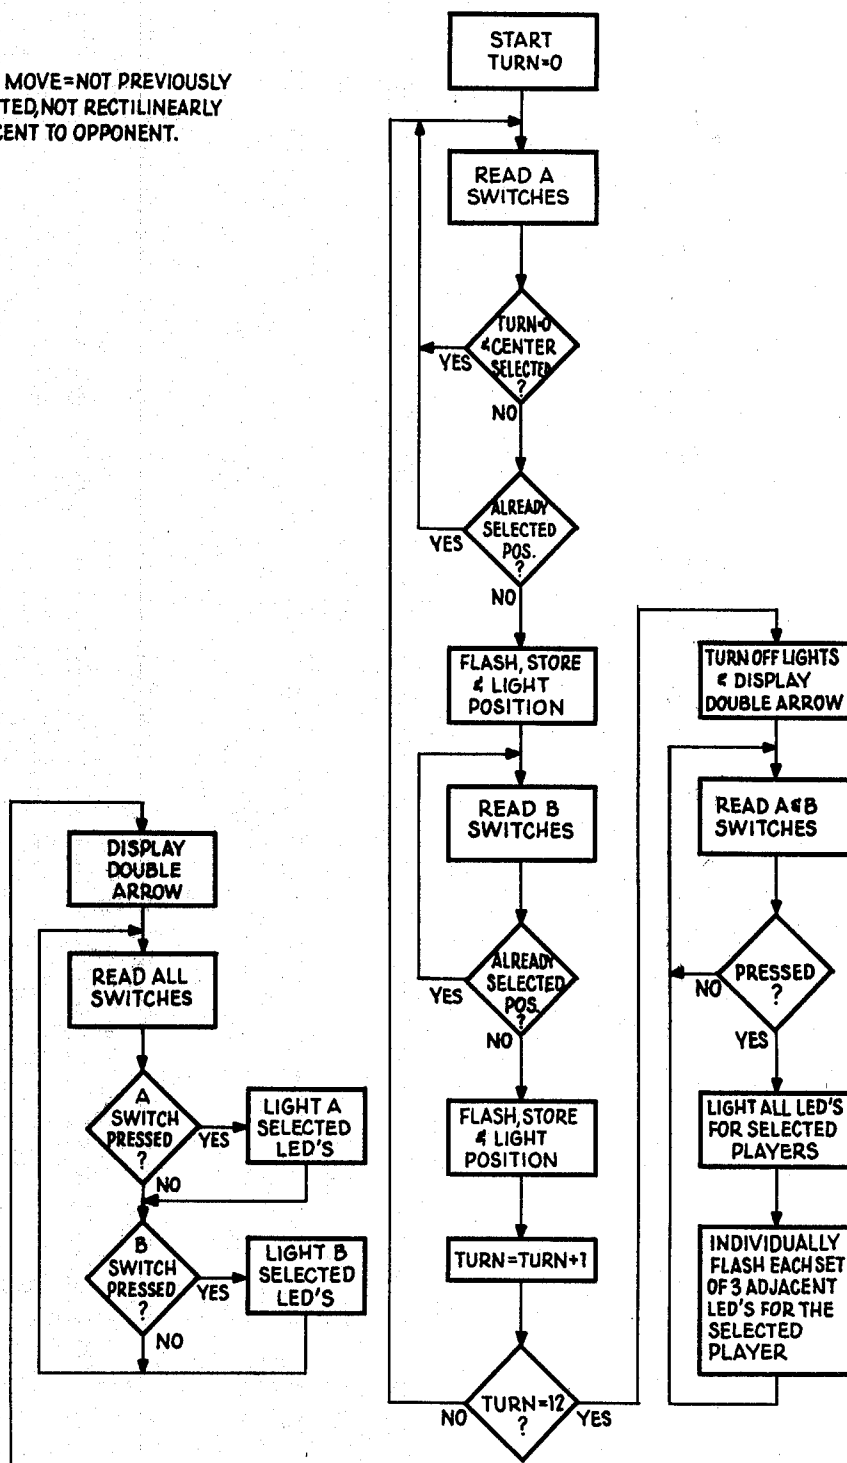 MOVE=NOT PREVIOUSLY
TED, NOT RECTILINEARLY
CENT TO OPPONENT.
START
TURN=0
READ A
SWITCHES
TURN=0
& CENTER
SELECTED
?
YES
NO
ALREADY
SELECTED
POS.
?
YES
NO
FLASH, STORE
& LIGHT
POSITION
READ B
SWITCHES
ALREADY
SELECTED
POS.
?
YES
NO
FLASH, STORE
& LIGHT
POSITION
TURN=TURN+1
TURN=12
?
NO
YES
TURN OFF LIGHTS
& DISPLAY
DOUBLE ARROW
READ A&B
SWITCHES
PRESSED
?
NO
YES
LIGHT ALL LED'S
FOR SELECTED
PLAYERS
INDIVIDUALLY
FLASH EACH SET
OF 3 ADJACENT
LED'S FOR THE
SELECTED
PLAYER
DISPLAY
DOUBLE
ARROW
READ ALL
SWITCHES
A
SWITCH
PRESSED
?
YES
NO
LIGHT A
SELECTED
LED'S
B
SWITCH
PRESSED
?
YES
NO
LIGHT B
SELECTED
LED'S